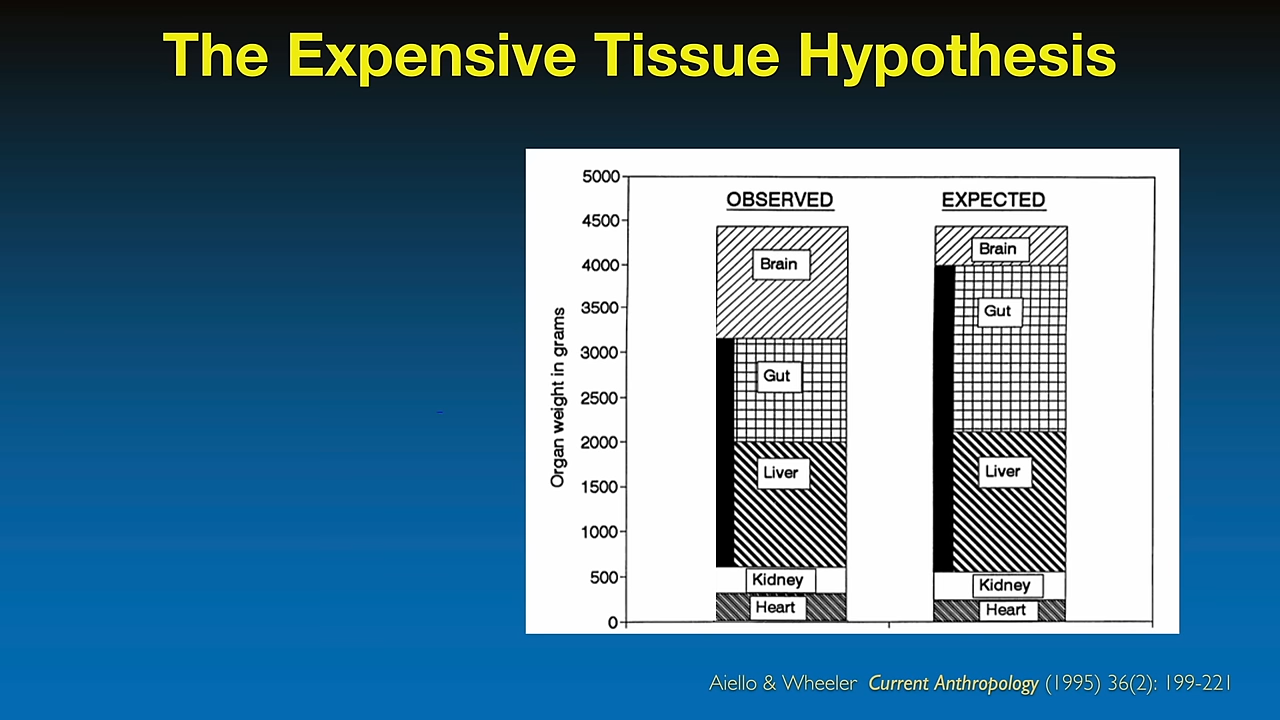 The Expensive Tissue Hypothesis
5000
4500
4000
3500
3000
2500
2000
1500
1000
500
0
Organ weight in grams
OBSERVED
Brain
Gut
Liver
Kidney
Heart
EXPECTED
Brain
Gut
Liver
Kidney
Heart
Aiello & Wheeler Current Anthropology (1995) 36(2): 199-221